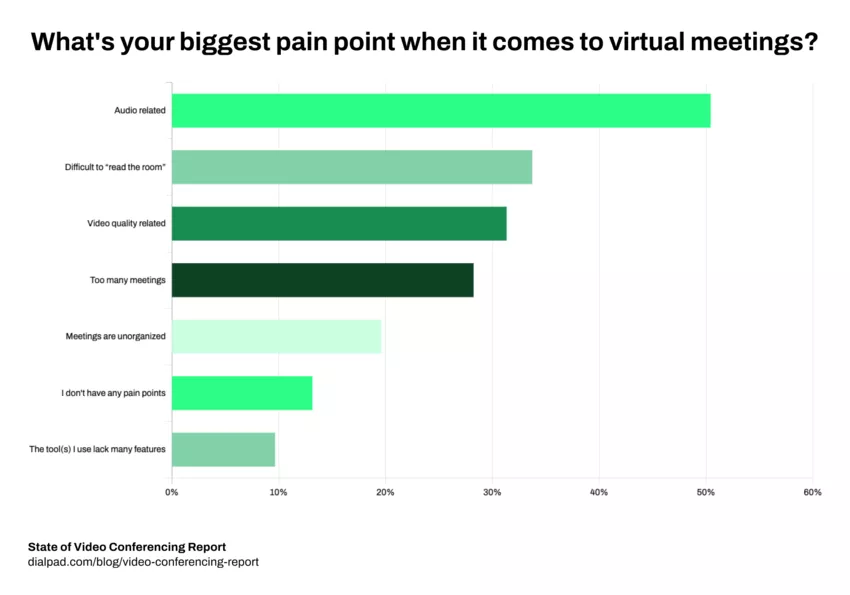 What's your biggest pain point when it comes to virtual meetings?
Audio related
Difficult to “read the room”
Video quality related
Too many meetings
Meetings are unorganized
I don't have any pain points
The tool(s) I use lack many features
0% 10% 20% 30% 40% 50% 60%
State of Video Conferencing Report
dialpad.com/blog/video-conferencing-report